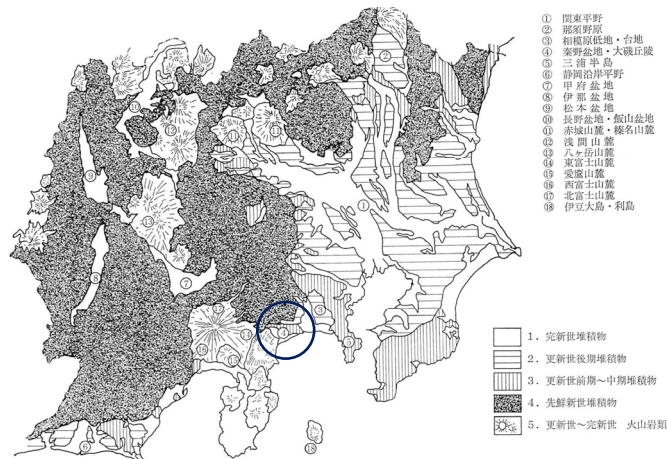 ① 関東平野
② 那須野原
③ 相模原低地・台地
④ 秦野盆地・大磯丘陵
⑤ 三浦半島
⑥ 静岡沿岸平野
⑦ 甲府盆地
⑧ 伊那盆地
⑨ 松本盆地
⑩ 長野盆地・飯山盆地
⑪ 赤城山麓・榛名山麓
⑫ 浅間山麓
⑬ 八ヶ岳山麓
⑭ 東富士山麓
⑮ 愛鷹山麓
⑯ 西富士山麓
⑰ 北富士山麓
⑱ 伊豆大島・利島
②
⑫
①
⑦
⑧
⑥
⑱
1. 完新世堆積物
2. 更新世後期堆積物
3. 更新世前期～中期堆積物
4. 先鮮新世堆積物
5. 更新世～完新世 火山岩類